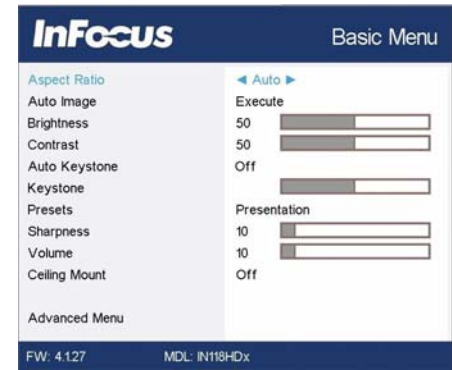 InFocus Basic Menu
Aspect Ratio ◄ Auto ►
Auto Image Execute
Brightness 50
Contrast 50
Auto Keystone Off
Keystone
Presets Presentation
Sharpness 10
Volume 10
Ceiling Mount Off
Advanced Menu
FW: 4.1.27 MDL: IN118HDx